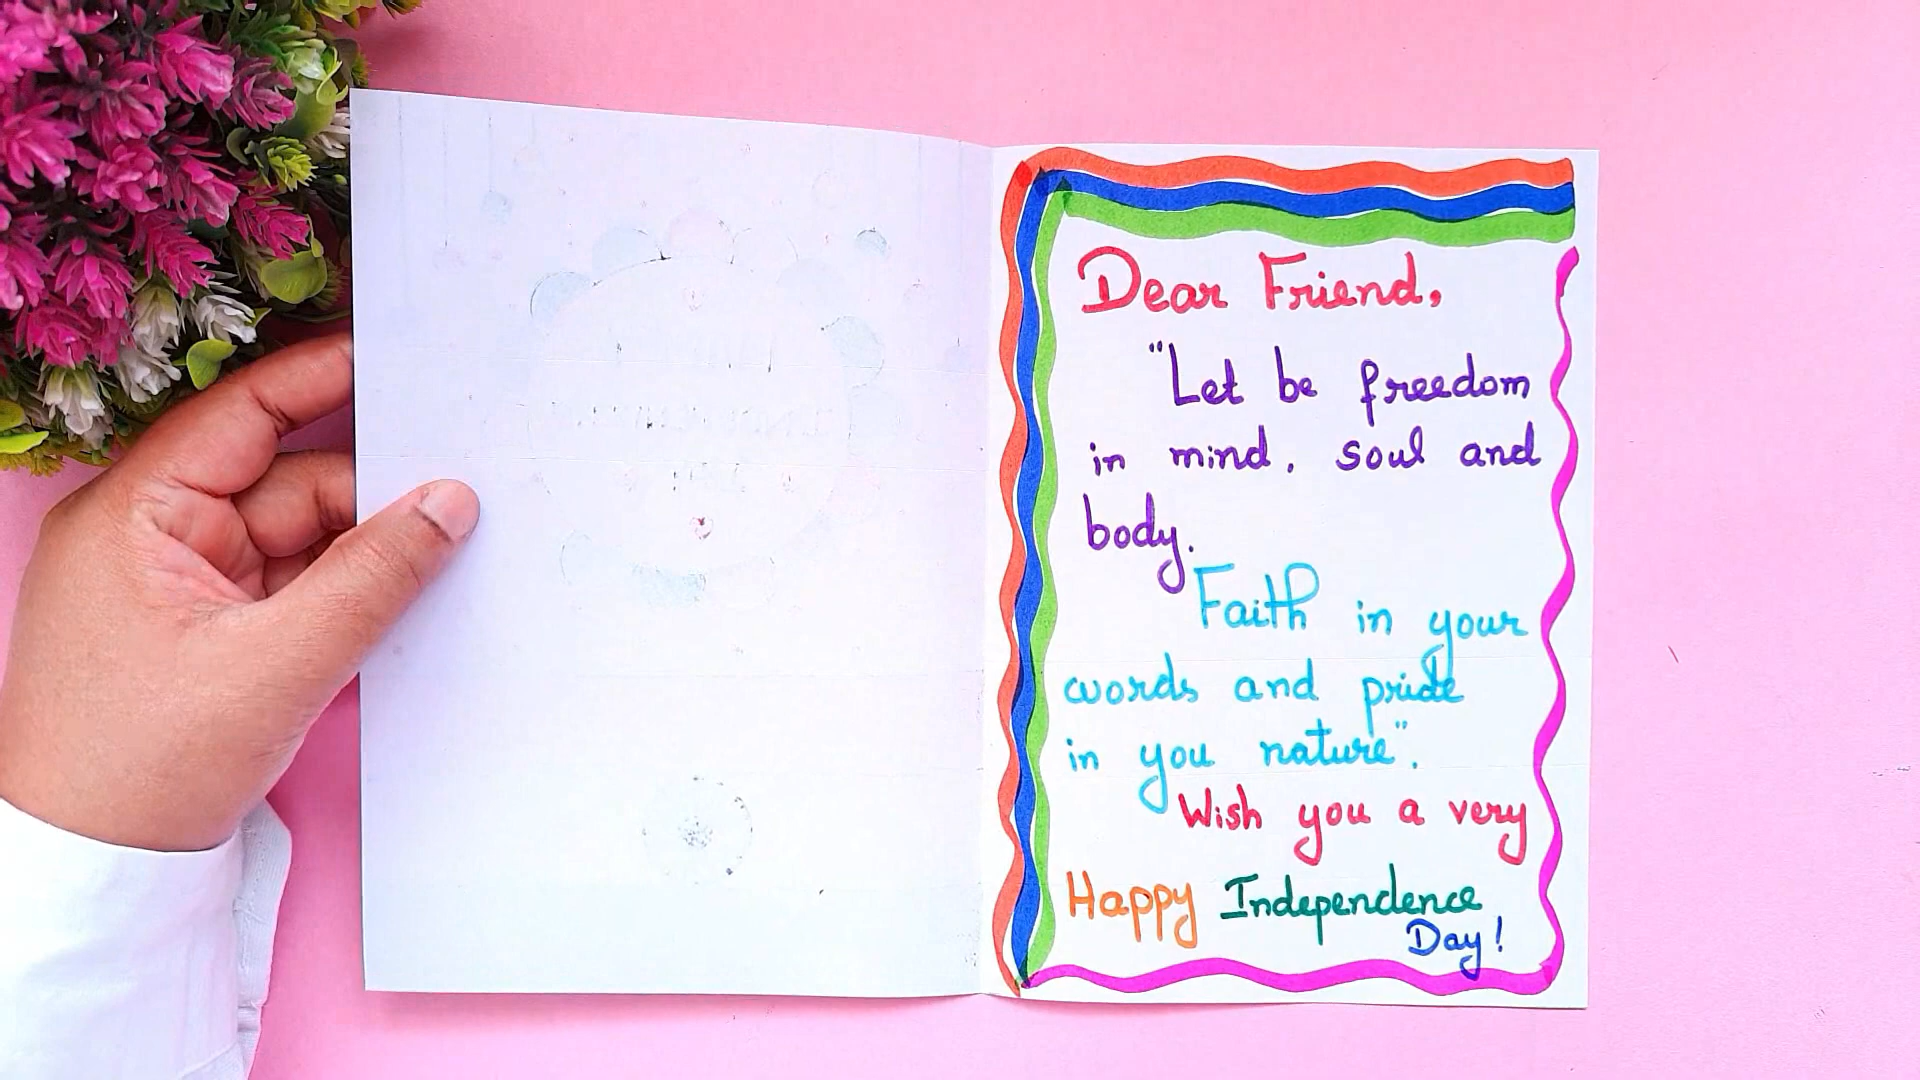 Dear Friend,
"Let be freedom
in mind, soul and
body.
Faith in your
words and pride
in you nature".
Wish you a very
Happy Independence
Day!